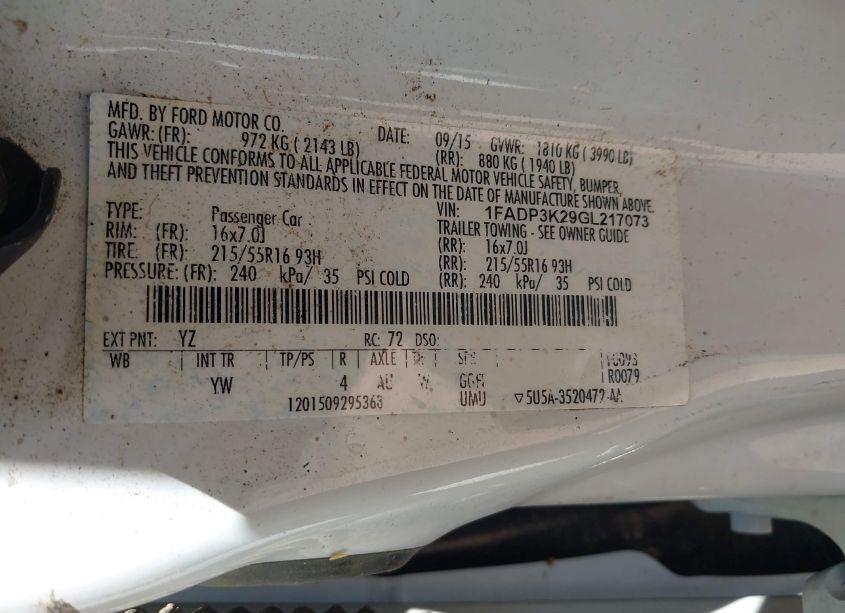 MFD. BY FORD MOTOR CO. DATE: 09/15 GVWR: 1810 KG ( 3990 LB)
GAWR: (FR): 972 KG ( 2143 LB) (RR): 880 KG ( 1940 LB)
THIS VEHICLE CONFORMS TO ALL APPLICABLE FEDERAL MOTOR VEHICLE SAFETY, BUMPER,
AND THEFT PREVENTION STANDARDS IN EFFECT ON THE DATE OF MANUFACTURE SHOWN ABOVE.
TYPE: Passenger Car VIN: 1FADP3K29GL217073
RIM: (FR): 16x7.0J TRAILER TOWING - SEE OWNER GUIDE
(RR): 16x7.0J
TIRE: (FR): 215/55R16 93H (RR): 215/55R16 93H
PRESSURE: (FR): 240 kPa/ 35 PSI COLD (RR): 240 kPa/ 35 PSI COLD
EXT PNT: YZ RC: 72 DSO:
WB INT TR TP/PS R AXLE TR SPR
YW 4 AU W
R0079
1201509295363 UMU ▽5U5A-3520472-AA